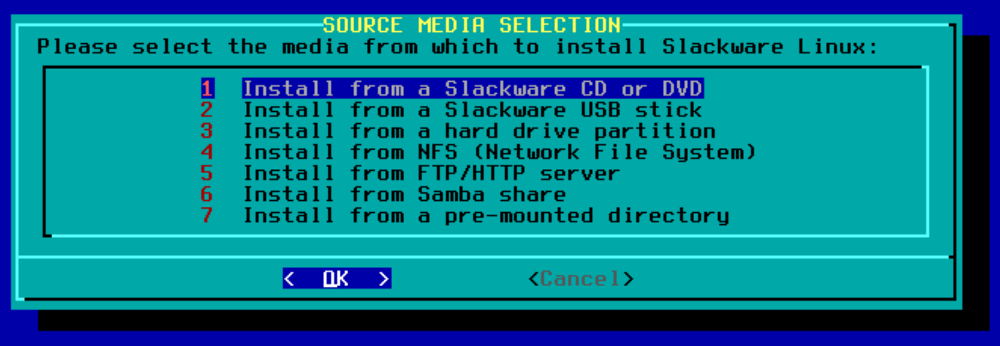 SOURCE MEDIA SELECTION
Please select the media from which to install Slackware Linux:
1 Install from a Slackware CD or DVD
2 Install from a Slackware USB stick
3 Install from a hard drive partition
4 Install from NFS (Network File System)
5 Install from FTP/HTTP server
6 Install from Samba share
7 Install from a pre-mounted directory
< OK > <Cancel>